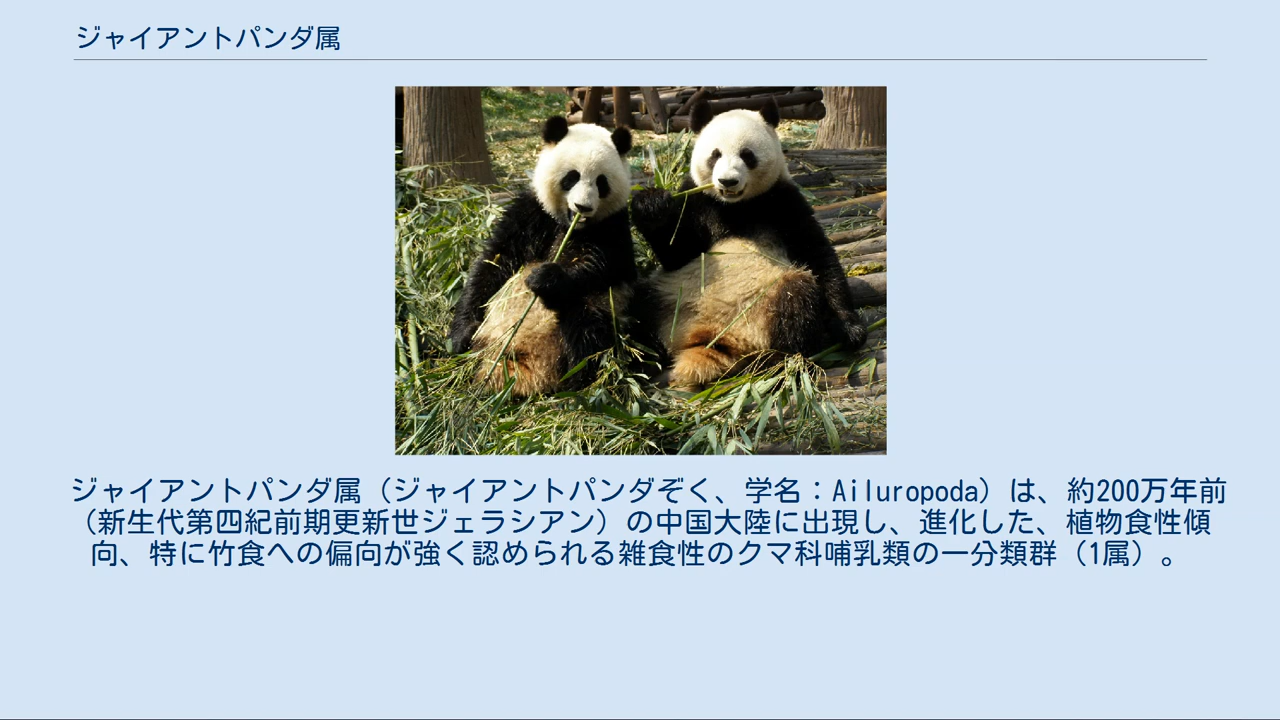 ジャイアントパンダ属
ジャイアントパンダ属（ジャイアントパンダぞく、学名：Ailuropoda）は、約200万年前
（新生代第四紀前期更新世ジェラシアン）の中国大陸に出現し、進化した、植物食性傾
向、特に竹食への偏向が強く認められる雑食性のクマ科哺乳類の一分類群（1属）。